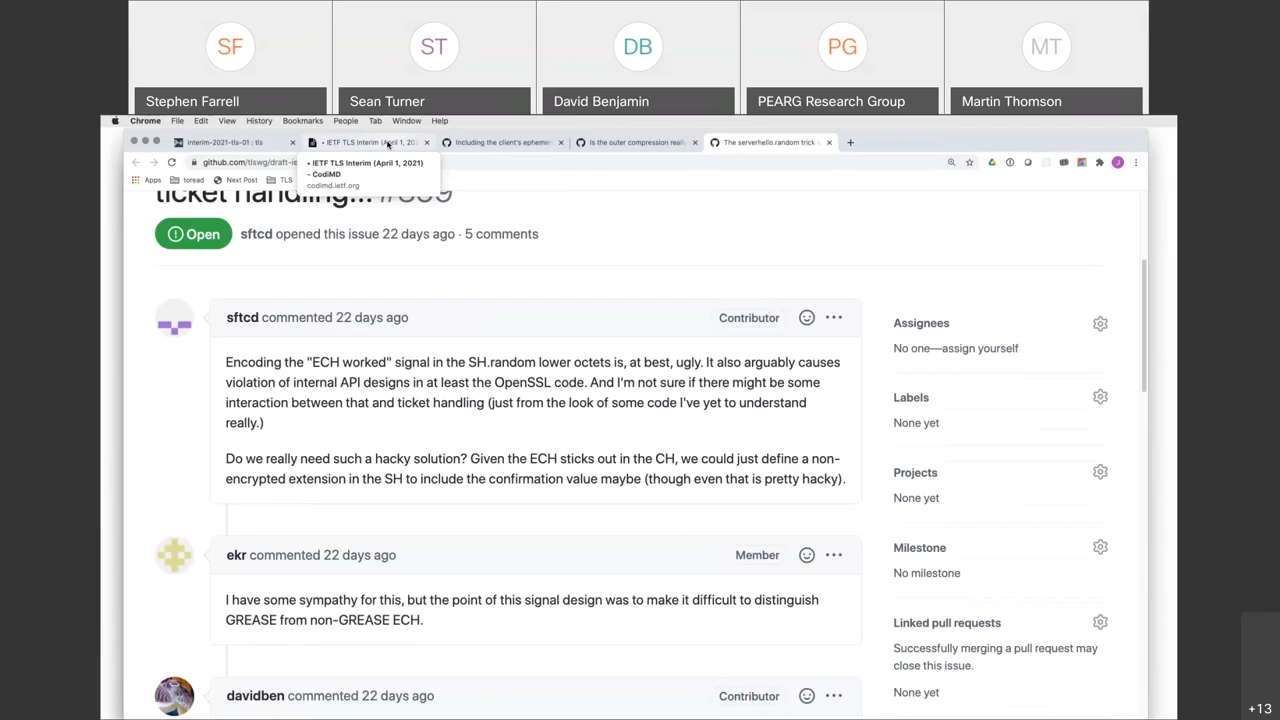 SF
ST
DB
PG
MT
Stephen Farrell
Sean Turner
David Benjamin
PEARG Research Group
Martin Thomson
Chrome File Edit View History Bookmarks People Tab Window Help
interim-2021-tls-01 : tls
• IETF TLS Interim (April 1, 202
Including the client's ephem
Is the outer compression reall
The serverhello.random trick i
github.com/tlswg/draft-ie
• IETF TLS Interim (April 1, 2021)
- CodiMD
codimd.ietf.org
Apps toread Next Post TLS
ticket handling...
Open sftcd opened this issue 22 days ago · 5 comments
sftcd commented 22 days ago
Contributor
Encoding the "ECH worked" signal in the SH.random lower octets is, at best, ugly. It also arguably causes
violation of internal API designs in at least the OpenSSL code. And I'm not sure if there might be some
interaction between that and ticket handling (just from the look of some code I've yet to understand
really.)
Do we really need such a hacky solution? Given the ECH sticks out in the CH, we could just define a non-
encrypted extension in the SH to include the confirmation value maybe (though even that is pretty hacky).
ekr commented 22 days ago
Member
I have some sympathy for this, but the point of this signal design was to make it difficult to distinguish
GREASE from non-GREASE ECH.
davidben commented 22 days ago
Contributor
Assignees
No one—assign yourself
Labels
None yet
Projects
None yet
Milestone
No milestone
Linked pull requests
Successfully merging a pull request may
close this issue.
None yet
+13